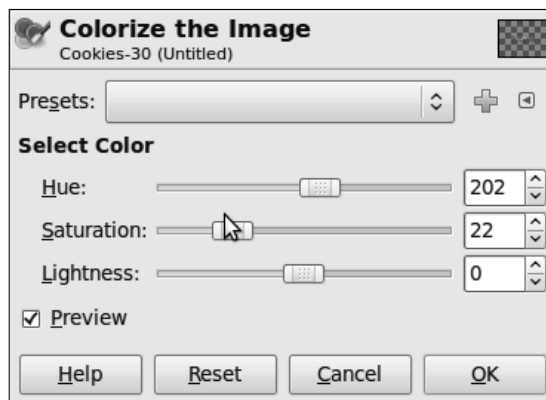 Colorize the Image
Cookies-30 (Untitled)
Presets:
Select Color
Hue: 202
Saturation: 22
Lightness: 0
Preview
Help Reset Cancel OK